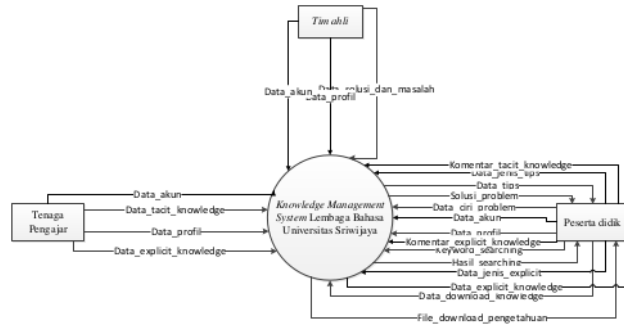 Tim ahli
Data_akun
Data_profil
Data_solusi_dan_masalah
Tenaga
Pengajar
Data_akun
Data_tacit_knowledge
Data_profil
Data_explicit_knowledge
Knowledge Management
System Lembaga Bahasa
Universitas Sriwijaya
Komentar_tacit_knowledge
Data_jenis_tips
Data_tips
Solusi_problem
Data_ciri_problem
Data_akun
Data_profil
Komentar_explicit_knowledge
Keyword_searching
Hasil_searching
Data_jenis_explicit
Data_explicit_knowledge
Data_download_knowledge
File_download_pengetahuan
Peserta didik